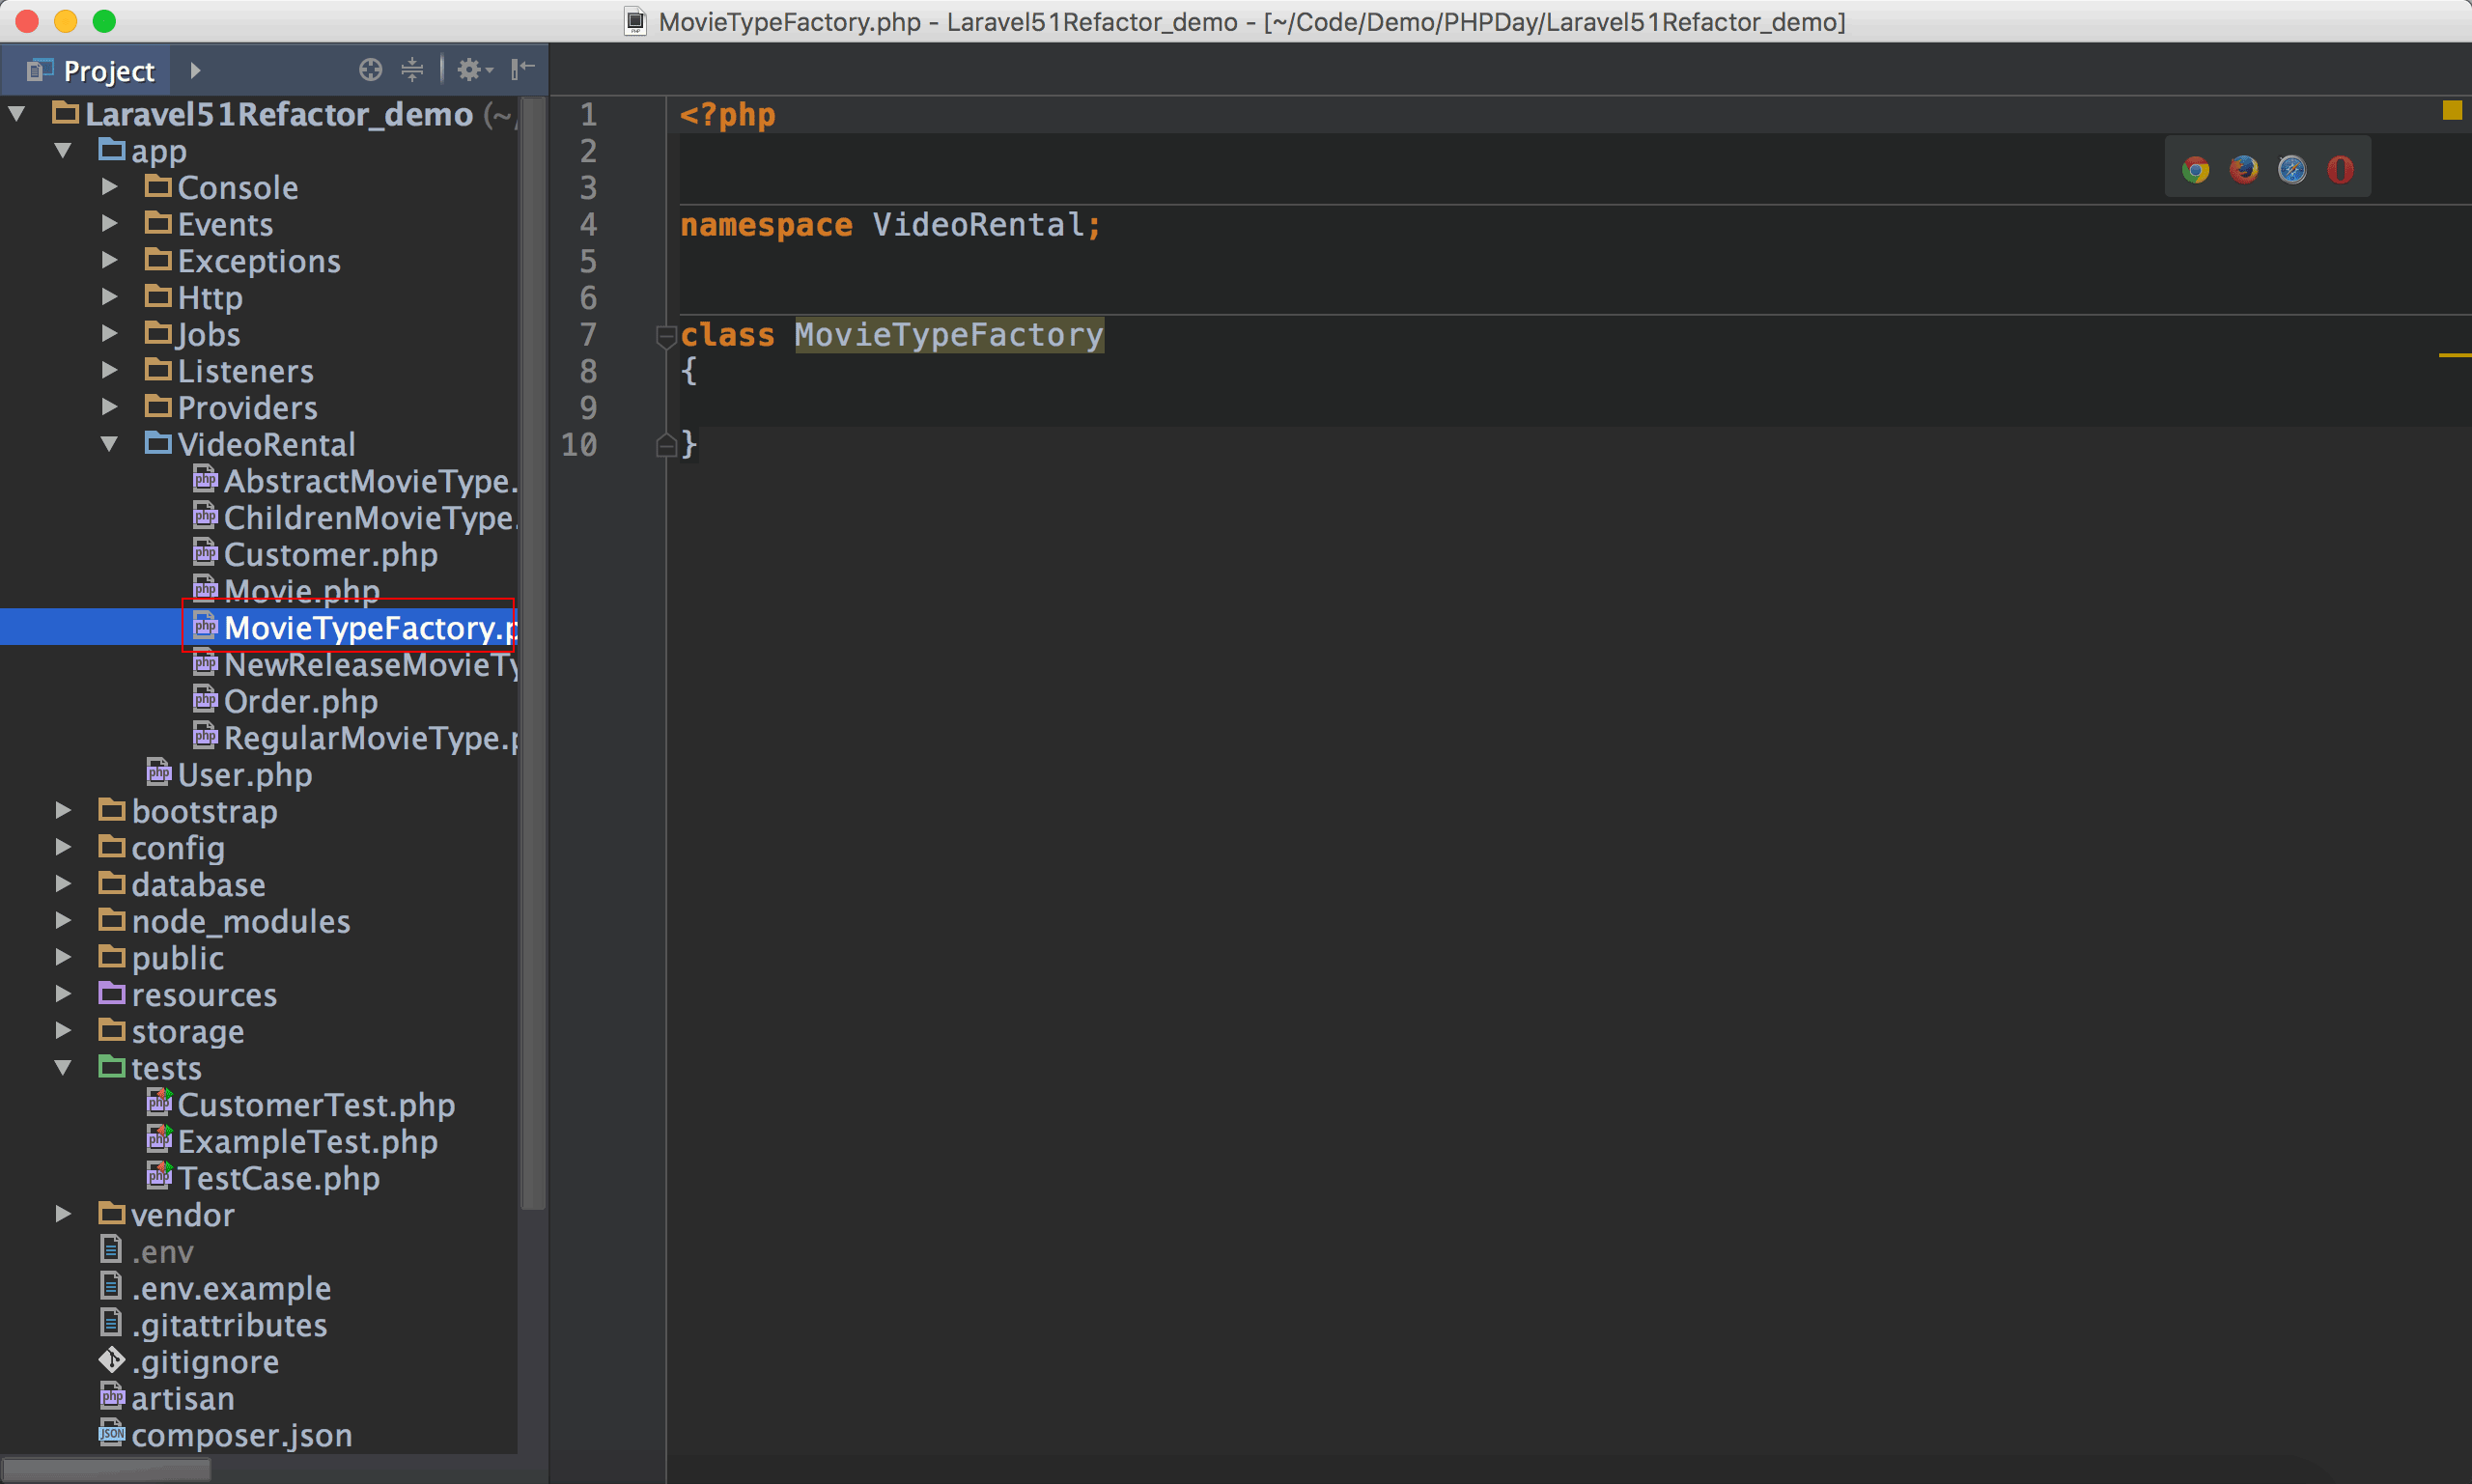 MovieTypeFactory.php - Laravel51Refactor_demo - [~/Code/Demo/PHPDay/Laravel51Refactor_demo]
Project
Laravel51Refactor_demo (~/
app
Console
Events
Exceptions
Http
Jobs
Listeners
Providers
VideoRental
AbstractMovieType.
ChildrenMovieType.
Customer.php
Movie.php
MovieTypeFactory.p
NewReleaseMovieTy
Order.php
RegularMovieType.p
User.php
bootstrap
config
database
node_modules
public
resources
storage
tests
CustomerTest.php
ExampleTest.php
TestCase.php
vendor
.env
.env.example
.gitattributes
.gitignore
artisan
composer.json
1 <?php
2
3
4 namespace VideoRental;
5
6
7 class MovieTypeFactory
8 {
9
10 }